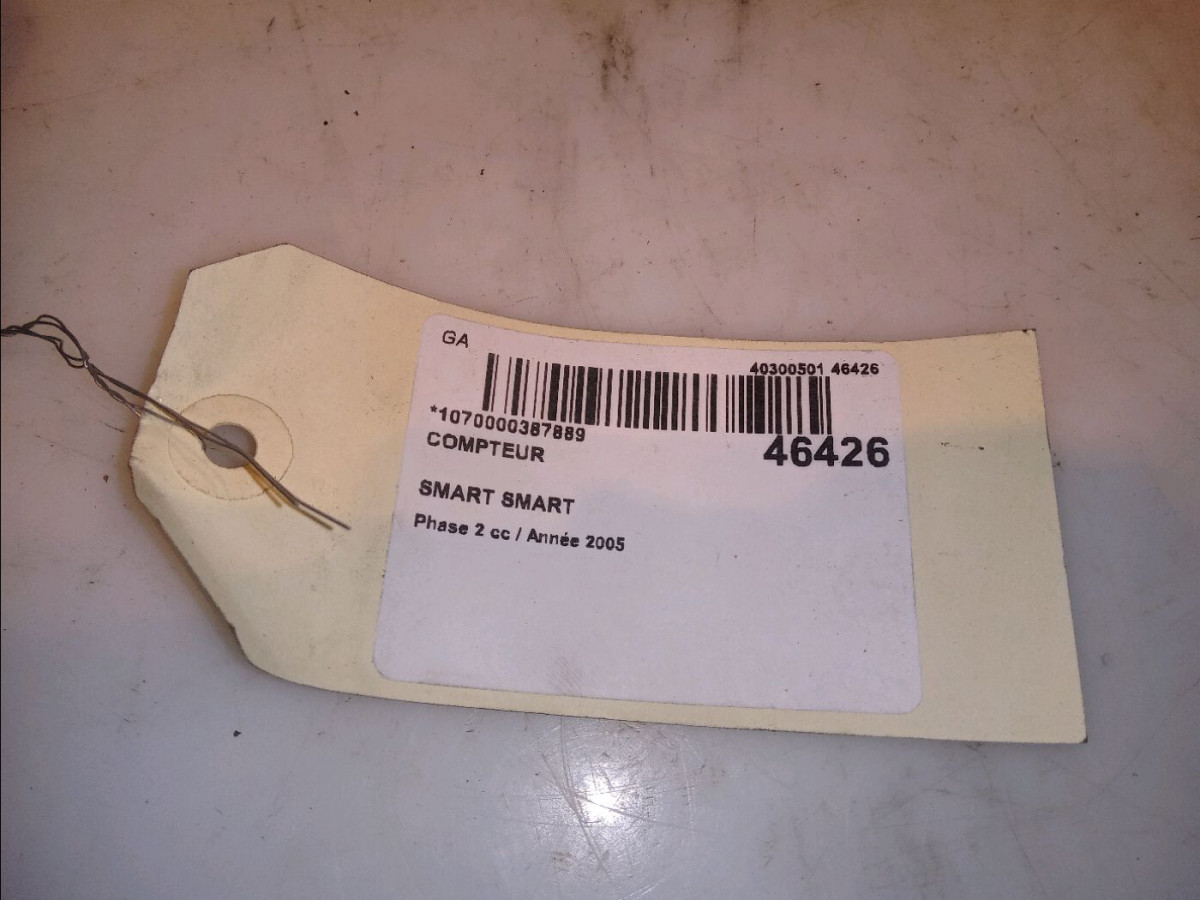 GA
40300501 46426
*1070000387889
46426
COMPTEUR
SMART SMART
Phase 2 cc / Année 2005